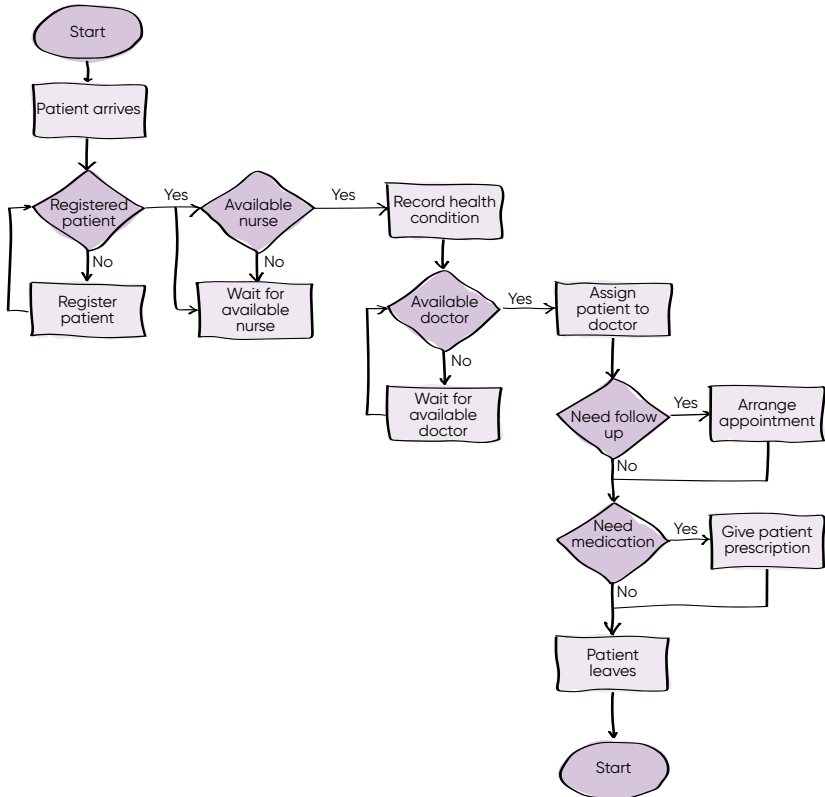 Start
Patient arrives
Registered
patient
Yes
Available
nurse
Yes
Record health
condition
No
No
Register
patient
Wait for
available
nurse
Available
doctor
Yes
Assign
patient to
doctor
No
Wait for
available
doctor
Need follow
up
Yes
Arrange
appointment
No
Need
medication
Yes
Give patient
prescription
No
Patient
leaves
Start